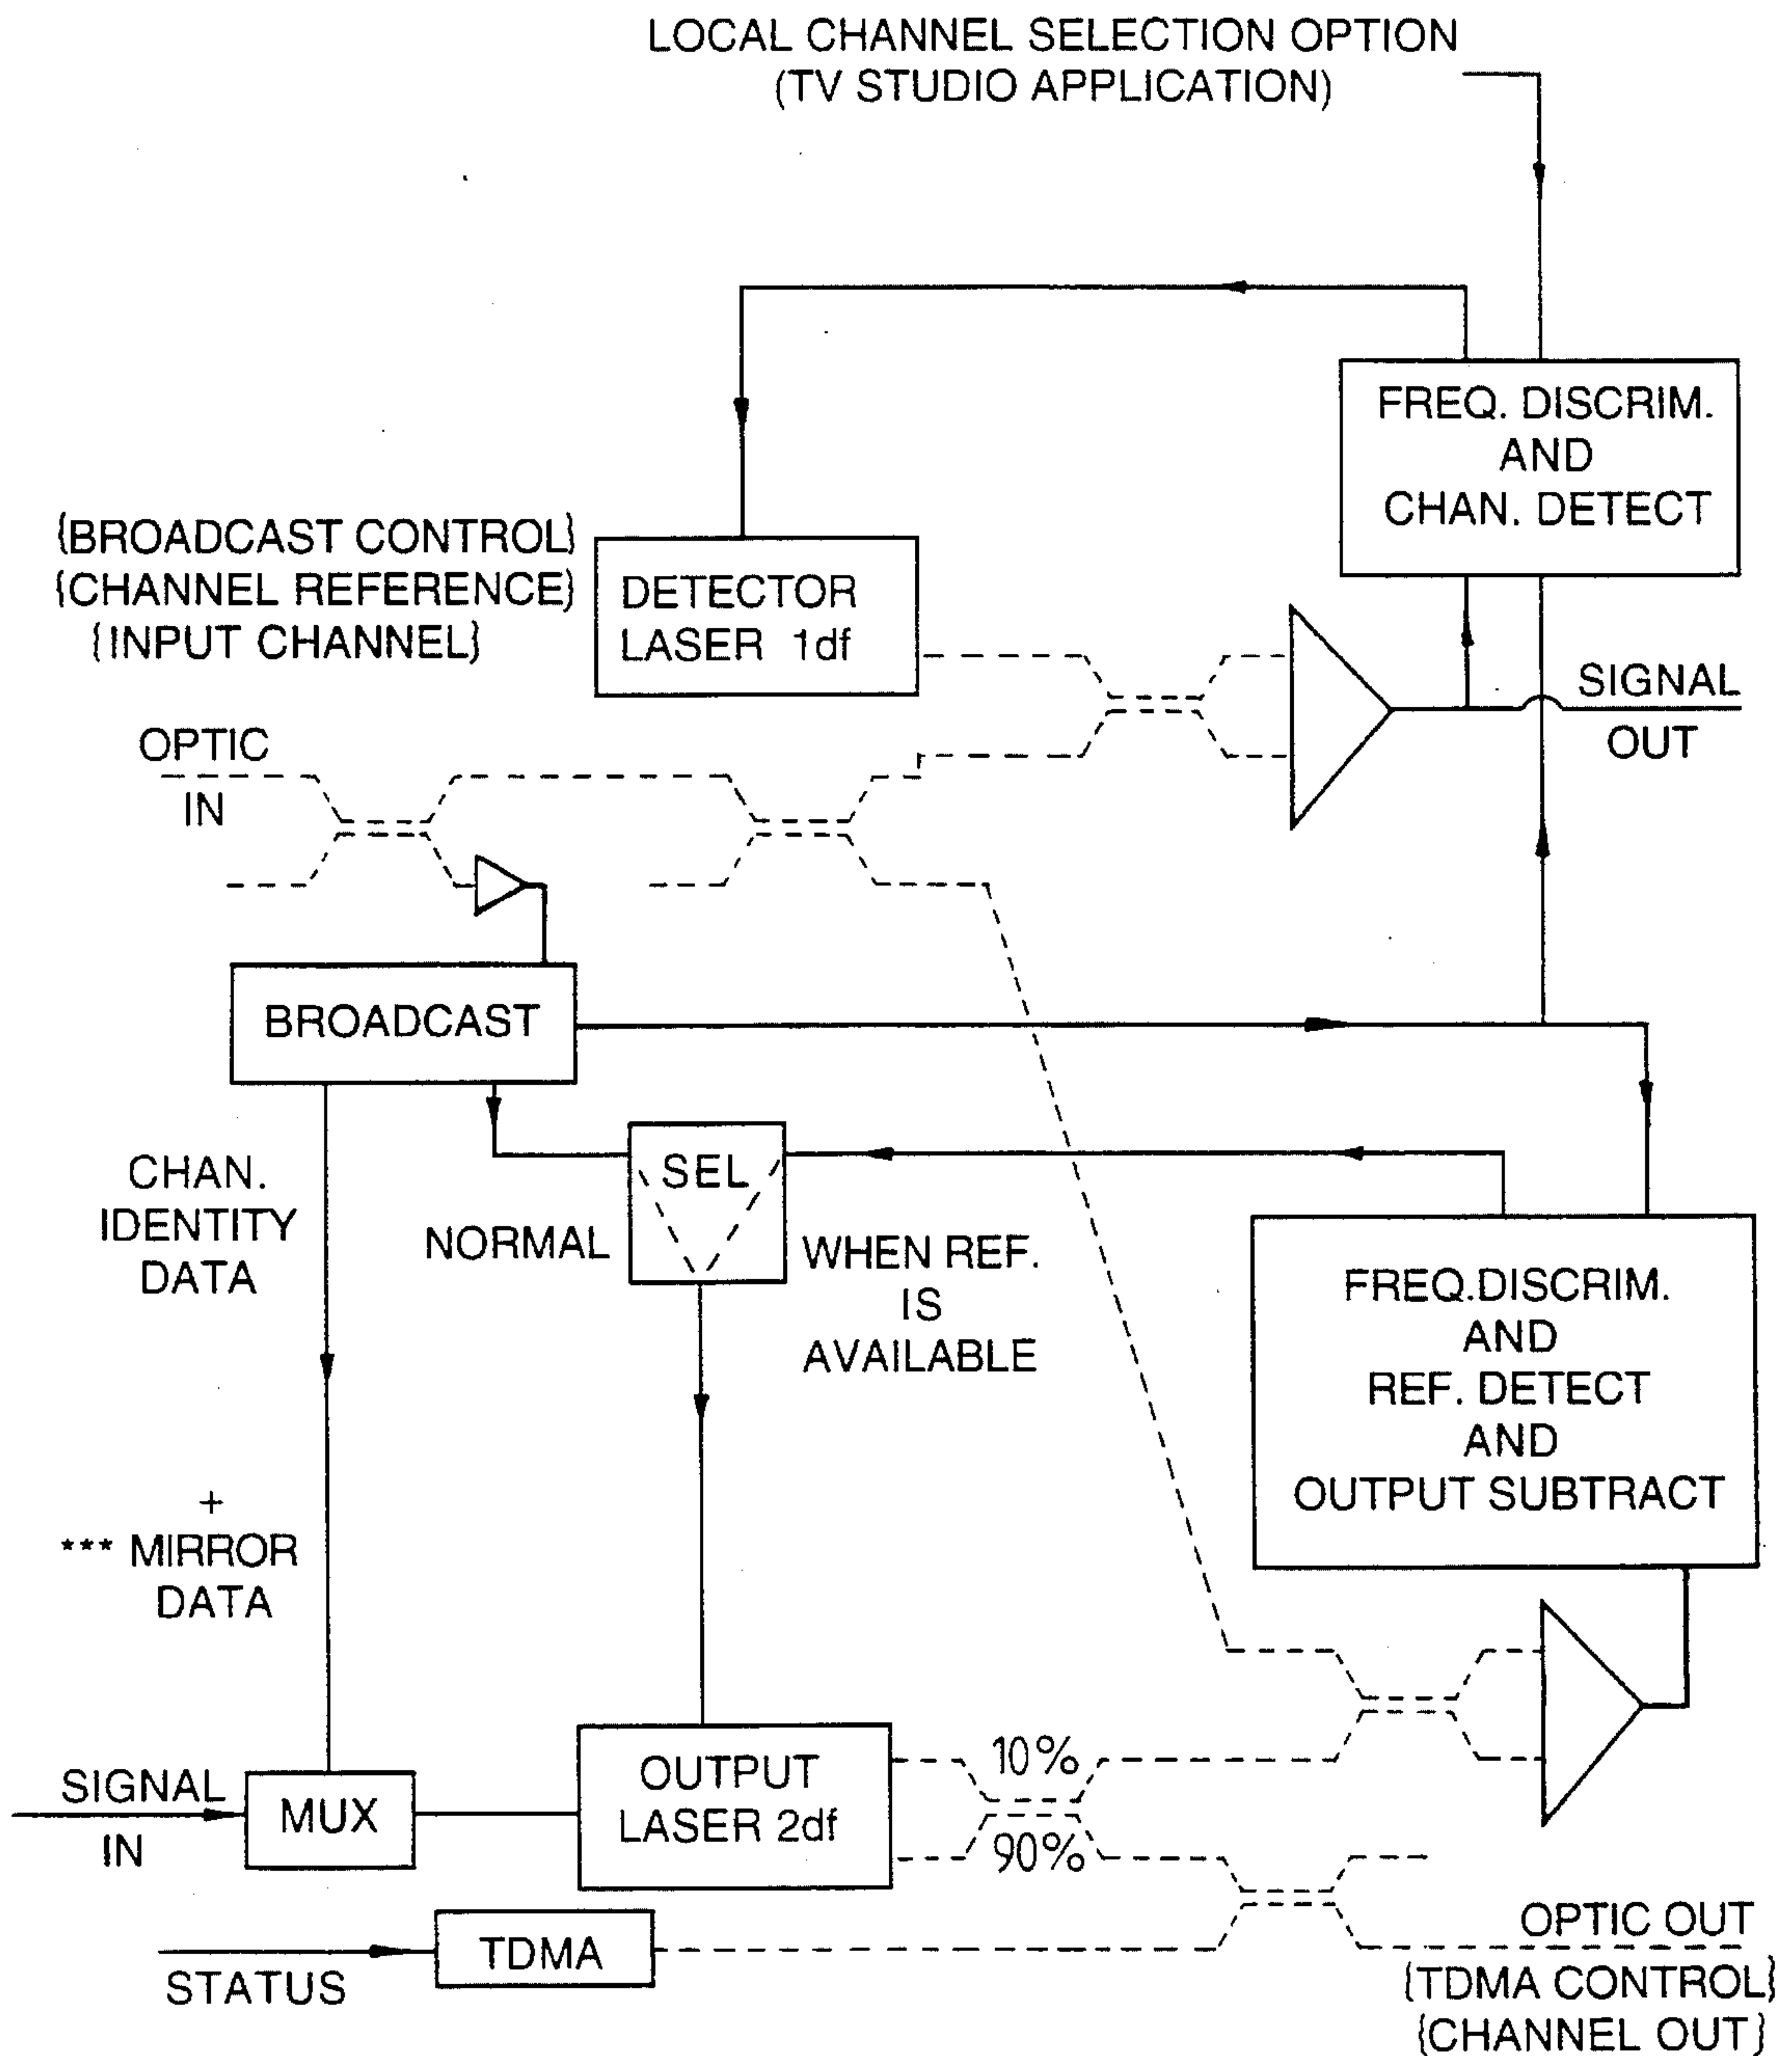 LOCAL CHANNEL SELECTION OPTION
(TV STUDIO APPLICATION)
FREQ. DISCRIM.
AND
CHAN. DETECT
{BROADCAST CONTROL}
{CHANNEL REFERENCE}
{INPUT CHANNEL}
DETECTOR
LASER 1df
SIGNAL
OUT
OPTIC
IN
BROADCAST
CHAN.
IDENTITY
DATA
SEL
NORMAL
WHEN REF.
IS
AVAILABLE
FREQ.DISCRIM.
AND
REF. DETECT
AND
OUTPUT SUBTRACT
+
*** MIRROR
DATA
SIGNAL
IN
MUX
OUTPUT
LASER 2df
10%
90%
STATUS
TDMA
OPTIC OUT
{TDMA CONTROL}
{CHANNEL OUT}